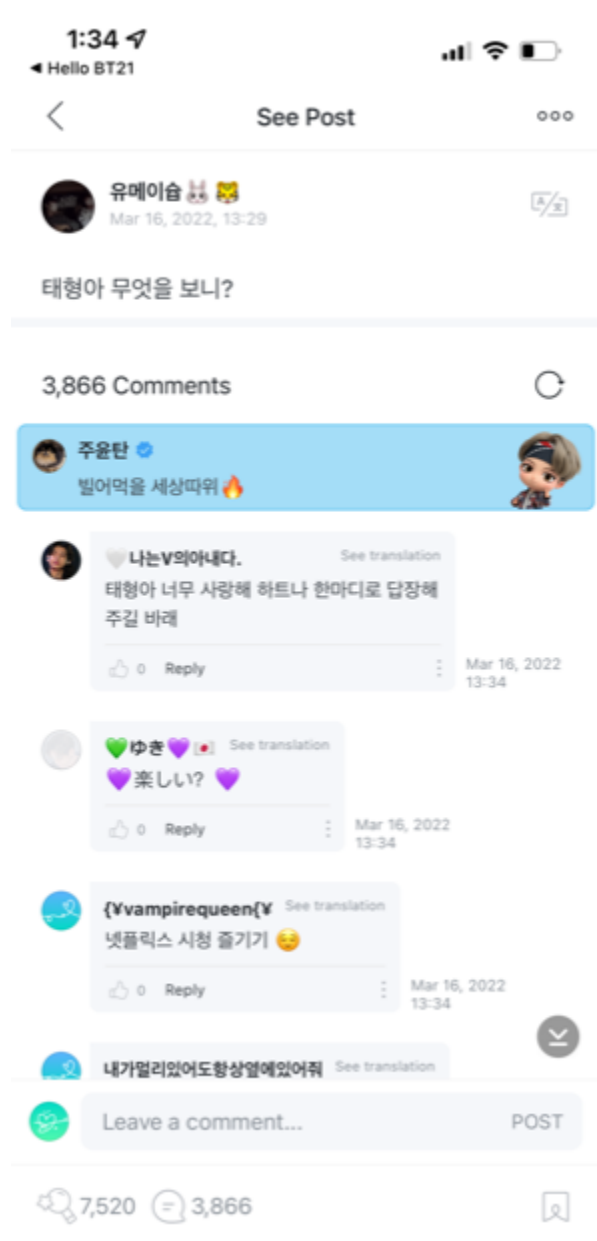 1:34
◀ Hello BT21
See Post
유메이슙🐰🐯
Mar 16, 2022, 13:29
태형아 무엇을 보니?
3,866 Comments
주윤탄
빌어먹을 세상따위🔥
🤍나는V의아내다. See translation
태형아 너무 사랑해 하트나 한마디로 답장해
주길 바래
0 Reply
Mar 16, 2022
13:34
💚ゆき💜🇯🇵 See translation
💜楽しい? 💜
0 Reply
Mar 16, 2022
13:34
{¥vampirequeen{¥ See translation
넷플릭스 시청 즐기기 😌
0 Reply
Mar 16, 2022
13:34
내가멀리있어도항상옆에있어줘 See translation
Leave a comment... POST
7,520 3,866